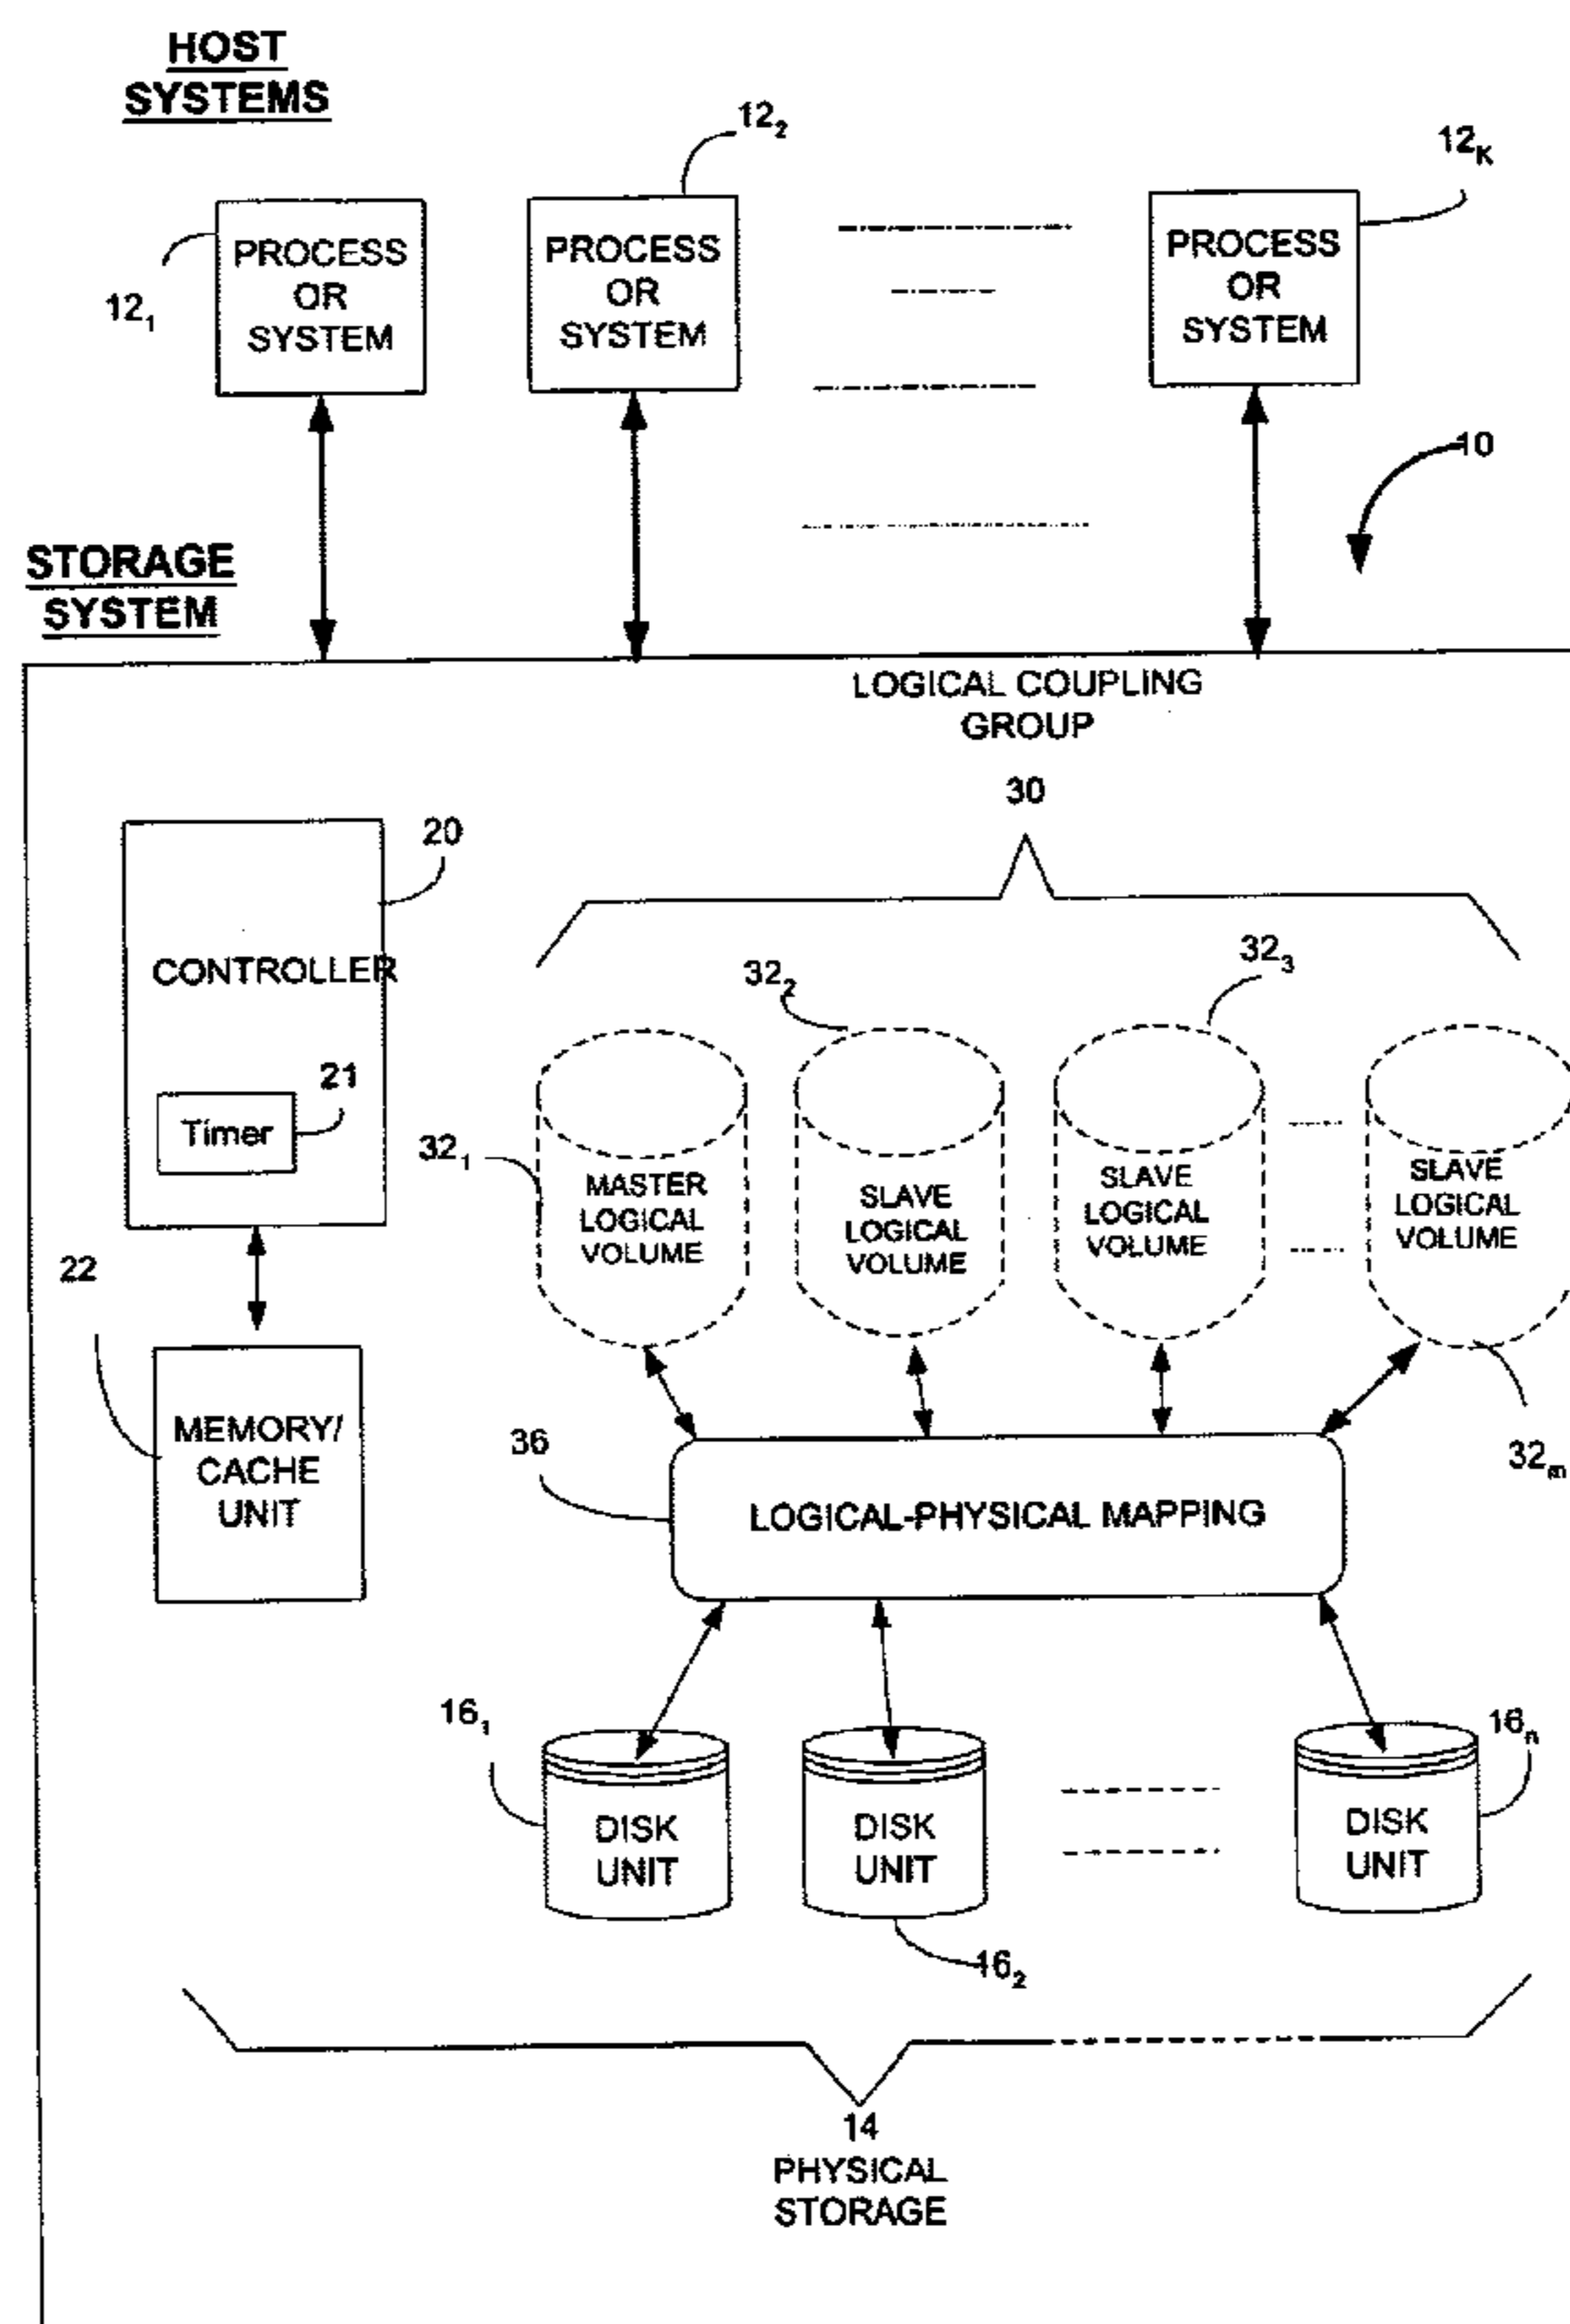 HOST
SYSTEMS
12₁
PROCESS
OR
SYSTEM
12₂
PROCESS
OR
SYSTEM
12K
PROCESS
OR
SYSTEM
10
STORAGE
SYSTEM
LOGICAL COUPLING
GROUP
30
20
CONTROLLER
21
Timer
22
MEMORY/
CACHE
UNIT
32₁
MASTER
LOGICAL
VOLUME
32₂
SLAVE
LOGICAL
VOLUME
32₃
SLAVE
LOGICAL
VOLUME
SLAVE
LOGICAL
VOLUME
32m
36
LOGICAL-PHYSICAL MAPPING
16₁
DISK
UNIT
DISK
UNIT
16₂
16n
DISK
UNIT
14
PHYSICAL
STORAGE